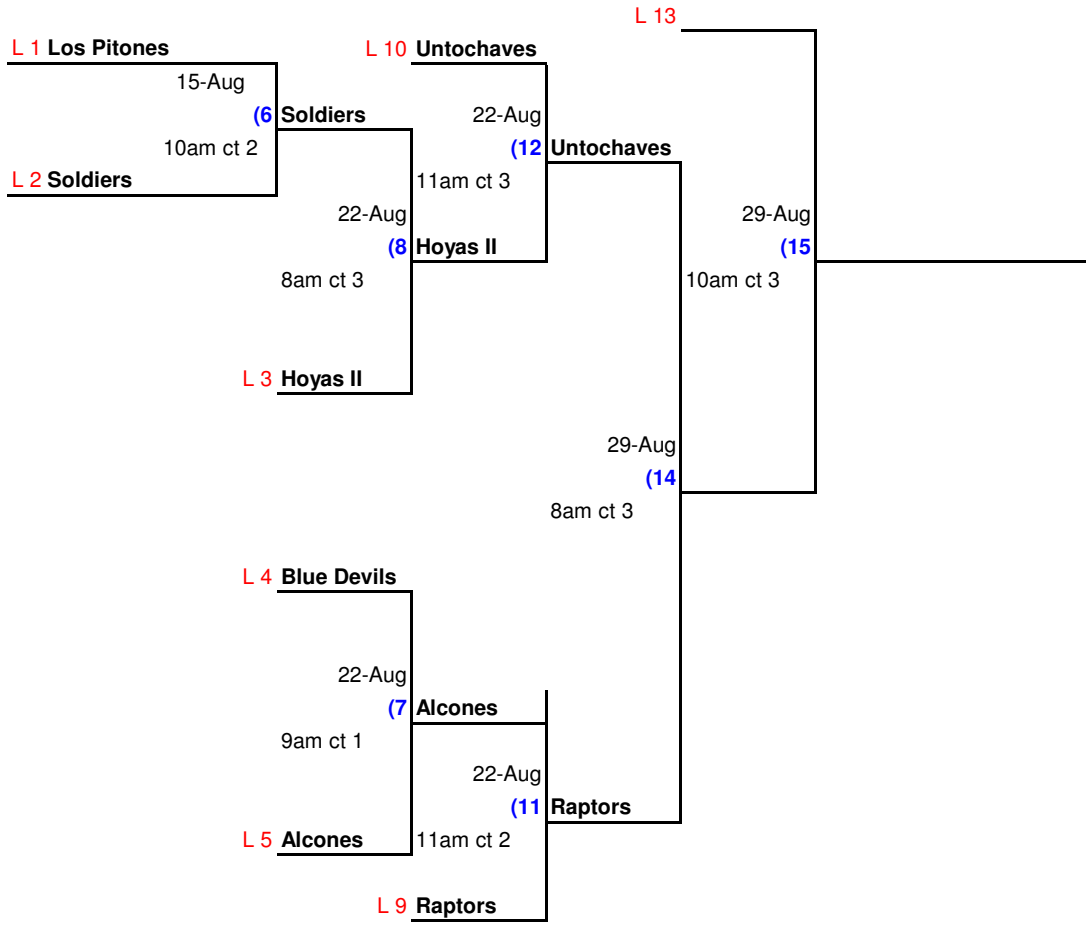 L 13
L 1 Los Pitones
L 10 Untochaves
15-Aug
(6 Soldiers
22-Aug
10am ct 2
(12 Untochaves
L 2 Soldiers
11am ct 3
22-Aug
29-Aug
(8 Hoyas II
(15
8am ct 3
10am ct 3
L 3 Hoyas II
29-Aug
(14
8am ct 3
L 4 Blue Devils
22-Aug
(7 Alcones
9am ct 1
22-Aug
(11 Raptors
L 5 Alcones
11am ct 2
L 9 Raptors